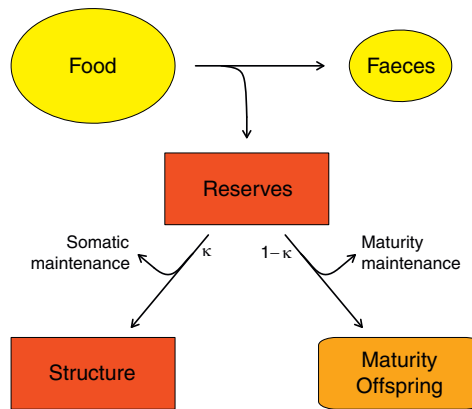 Food
Faeces
Reserves
Somatic
maintenance
κ
1−κ
Maturity
maintenance
Structure
Maturity
Offspring